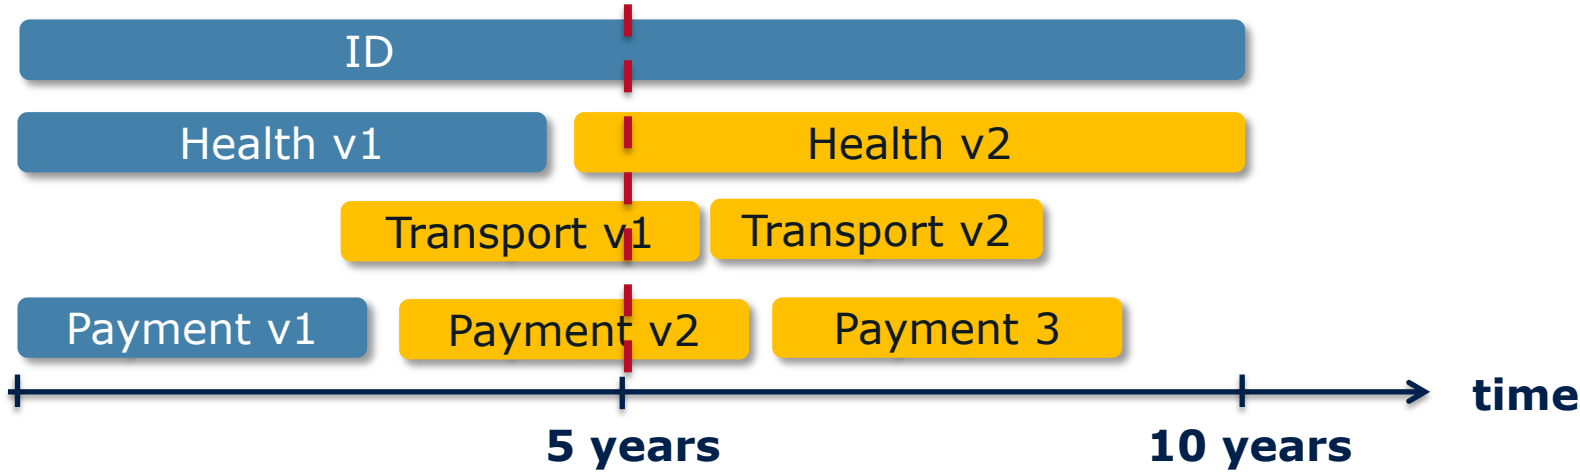 ID
Health v1
Health v2
Transport v1
Transport v2
Payment v1
Payment v2
Payment 3
time
5 years
10 years